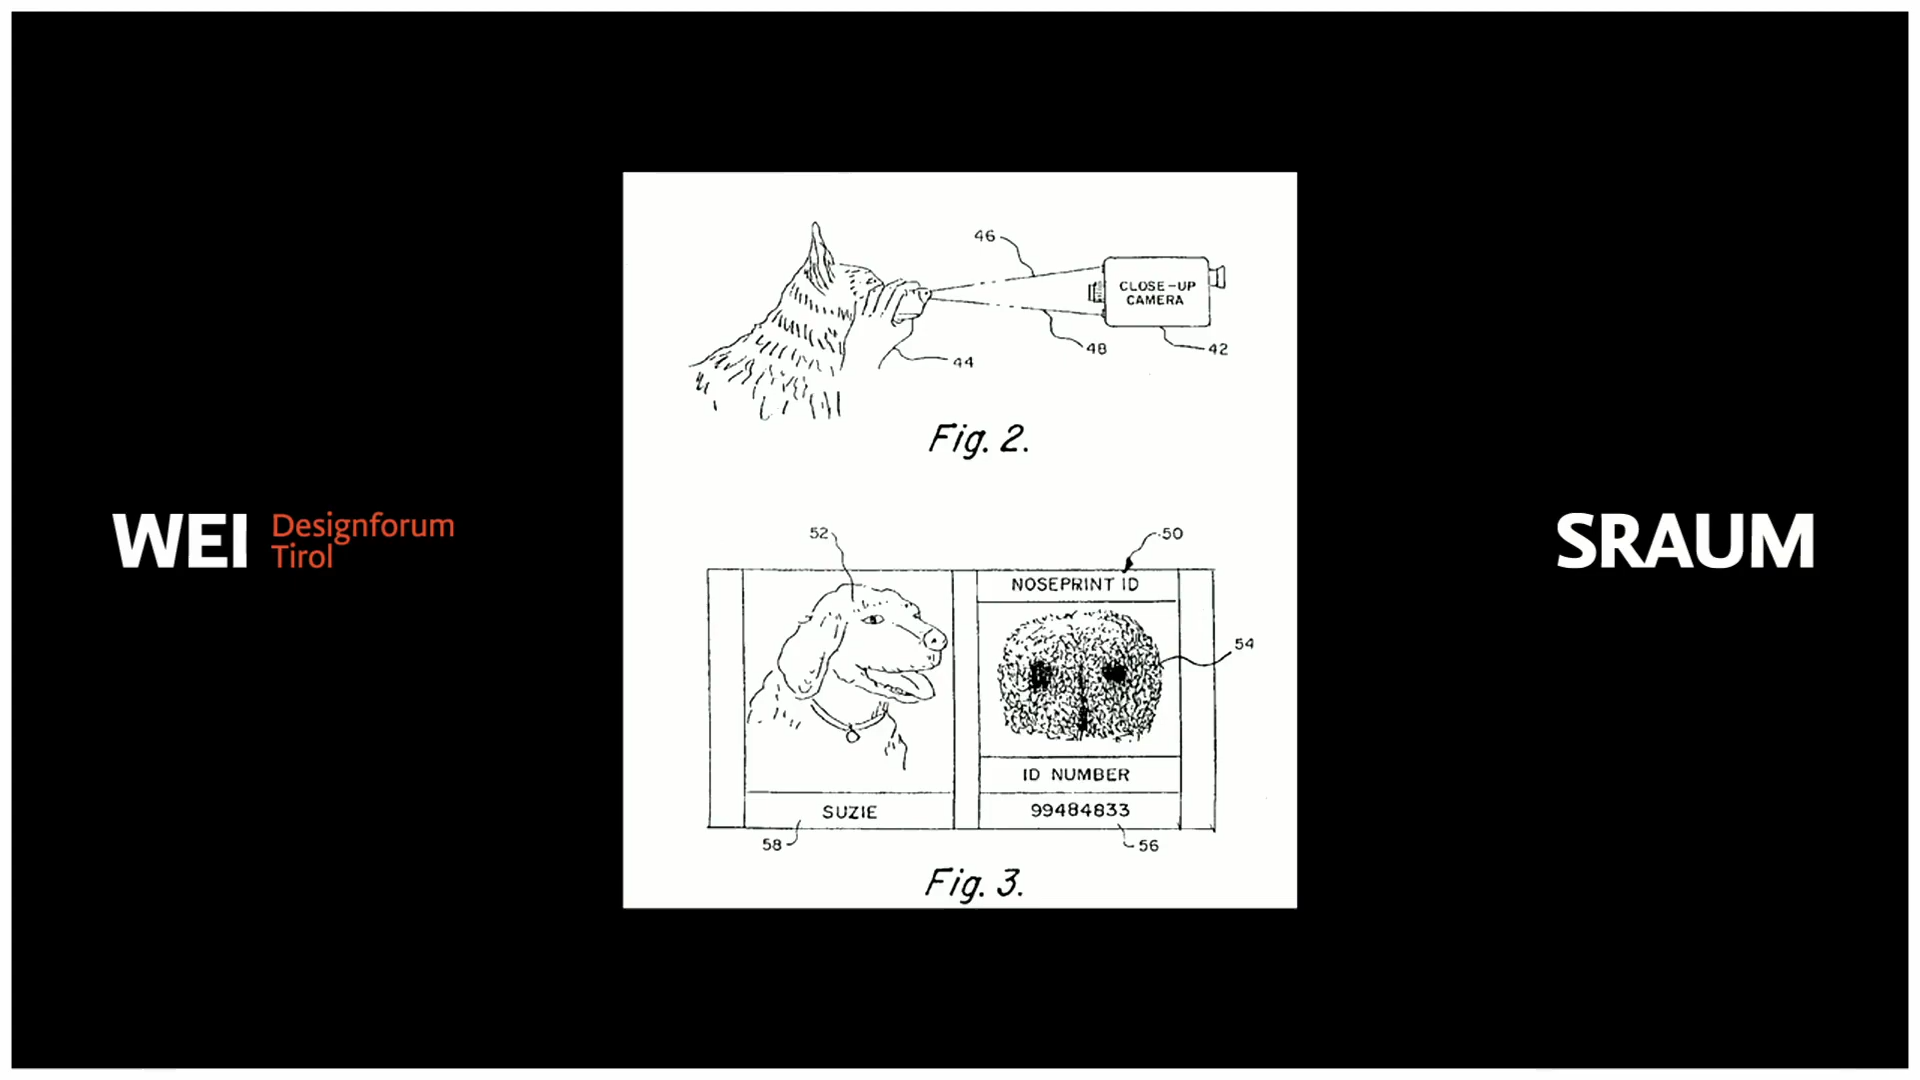 WEI
Designforum
Tirol
SRAUM
46
CLOSE-UP
CAMERA
48
42
44
Fig. 2.
52
50
NOSEPRINT ID
54
ID NUMBER
SUZIE
99484833
58
56
Fig. 3.